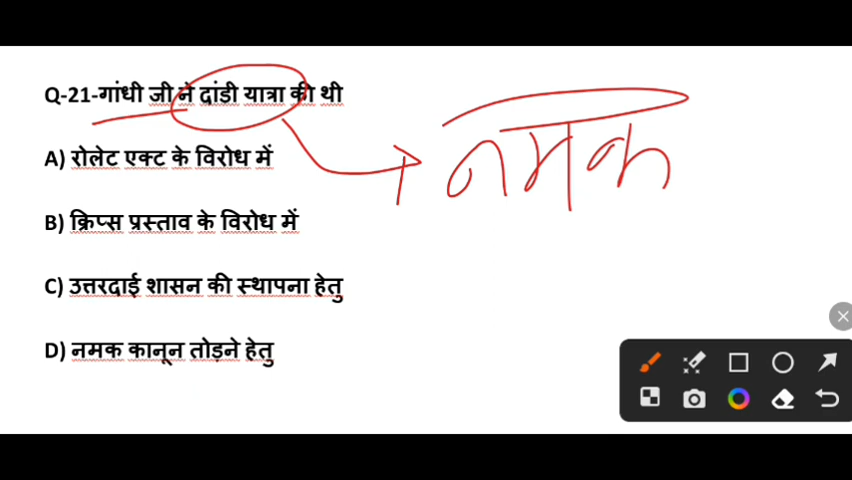 Q-21-गांधी जी ने दांडी यात्रा की थी
नमक
A) रोलेट एक्ट के विरोध में
B) क्रिप्स प्रस्ताव के विरोध में
C) उत्तरदाई शासन की स्थापना हेतु
D) नमक कानून तोड़ने हेतु